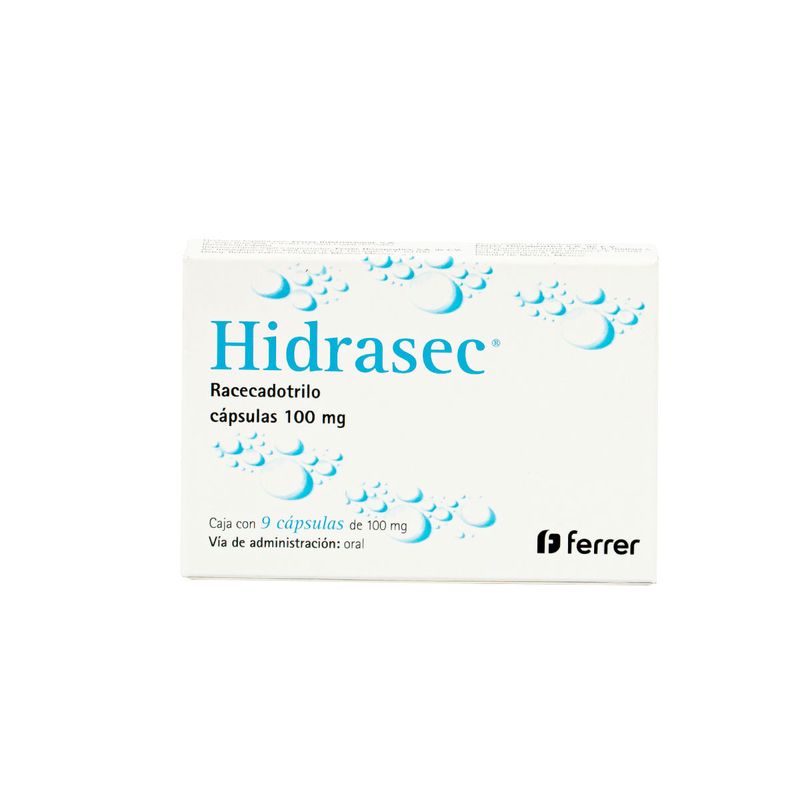 Hidrasec®
Racecadotrilo
cápsulas 100 mg
Caja con 9 cápsulas de 100 mg
Vía de administración: oral
ferrer